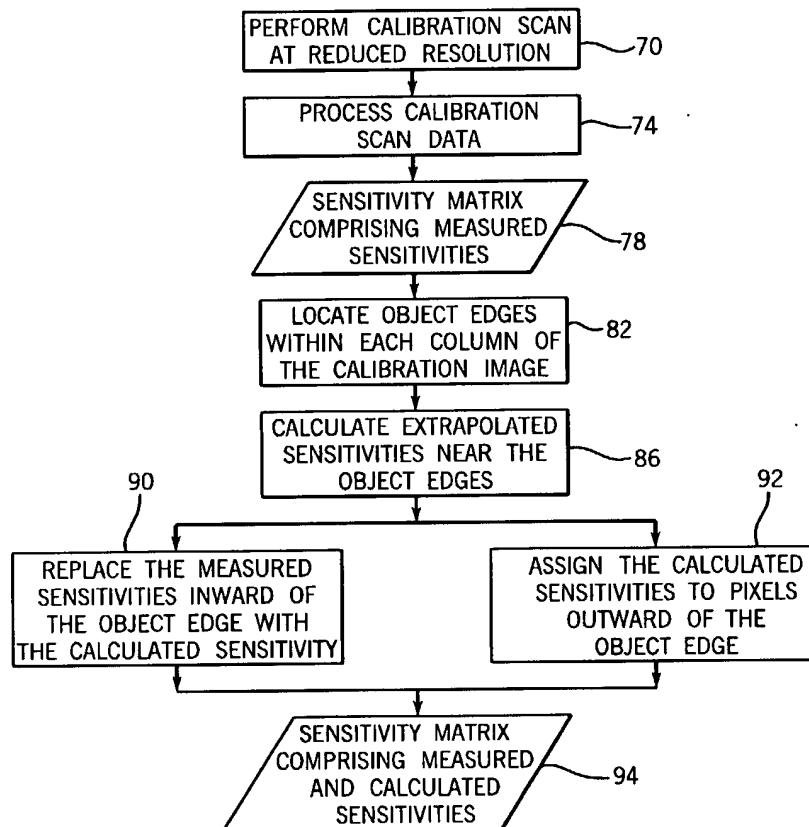 PERFORM CALIBRATION SCAN
AT REDUCED RESOLUTION
70
PROCESS CALIBRATION
SCAN DATA
74
SENSITIVITY MATRIX
COMPRISING MEASURED
SENSITIVITIES
78
LOCATE OBJECT EDGES
WITHIN EACH COLUMN OF
THE CALIBRATION IMAGE
82
CALCULATE EXTRAPOLATED
SENSITIVITIES NEAR THE
OBJECT EDGES
86
90
REPLACE THE MEASURED
SENSITIVITIES INWARD OF
THE OBJECT EDGE WITH
THE CALCULATED SENSITIVITY
92
ASSIGN THE CALCULATED
SENSITIVITIES TO PIXELS
OUTWARD OF THE
OBJECT EDGE
SENSITIVITY MATRIX
COMPRISING MEASURED
AND CALCULATED
SENSITIVITIES
94